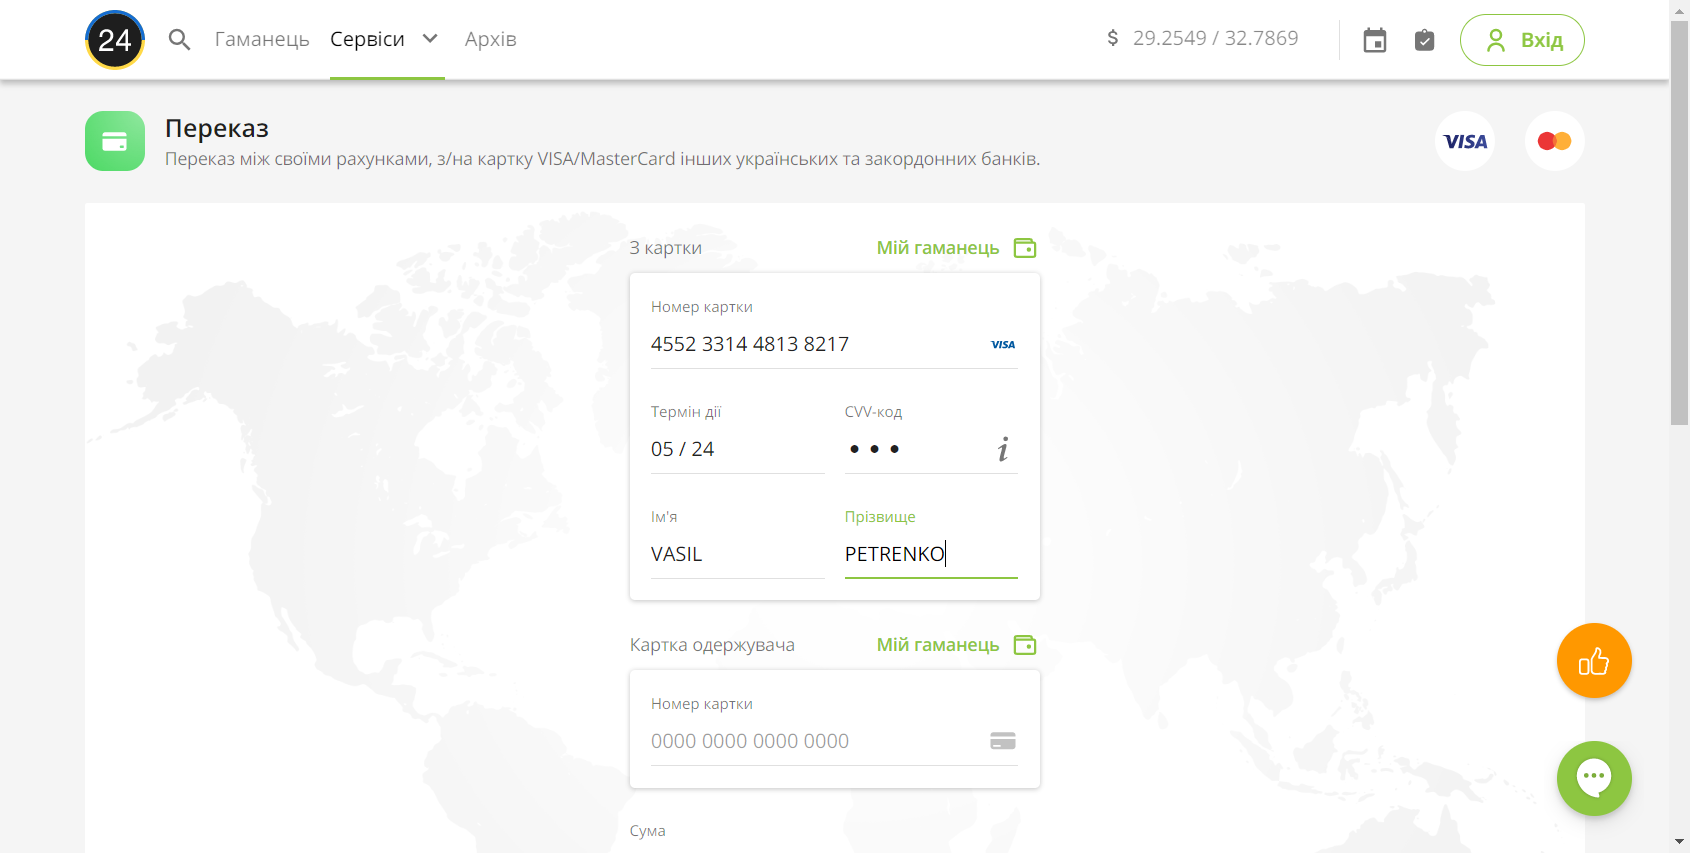 24
Гаманець
Сервіси
Архів
$ 29.2549 / 32.7869
Вхід
Переказ
Переказ між своїми рахунками, з/на картку VISA/MasterCard інших українських та закордонних банків.
VISA
З картки
Мій гаманець
Номер картки
4552 3314 4813 8217
VISA
Термін дії
CVV-код
05 / 24
Ім'я
Прізвище
VASIL
PETRENKO
Картка одержувача
Мій гаманець
Номер картки
0000 0000 0000 0000
Сума